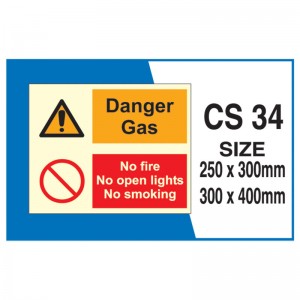 Danger
Gas
No fire
No open lights
No smoking
CS 34
SIZE
250 x 300mm
300 x 400mm